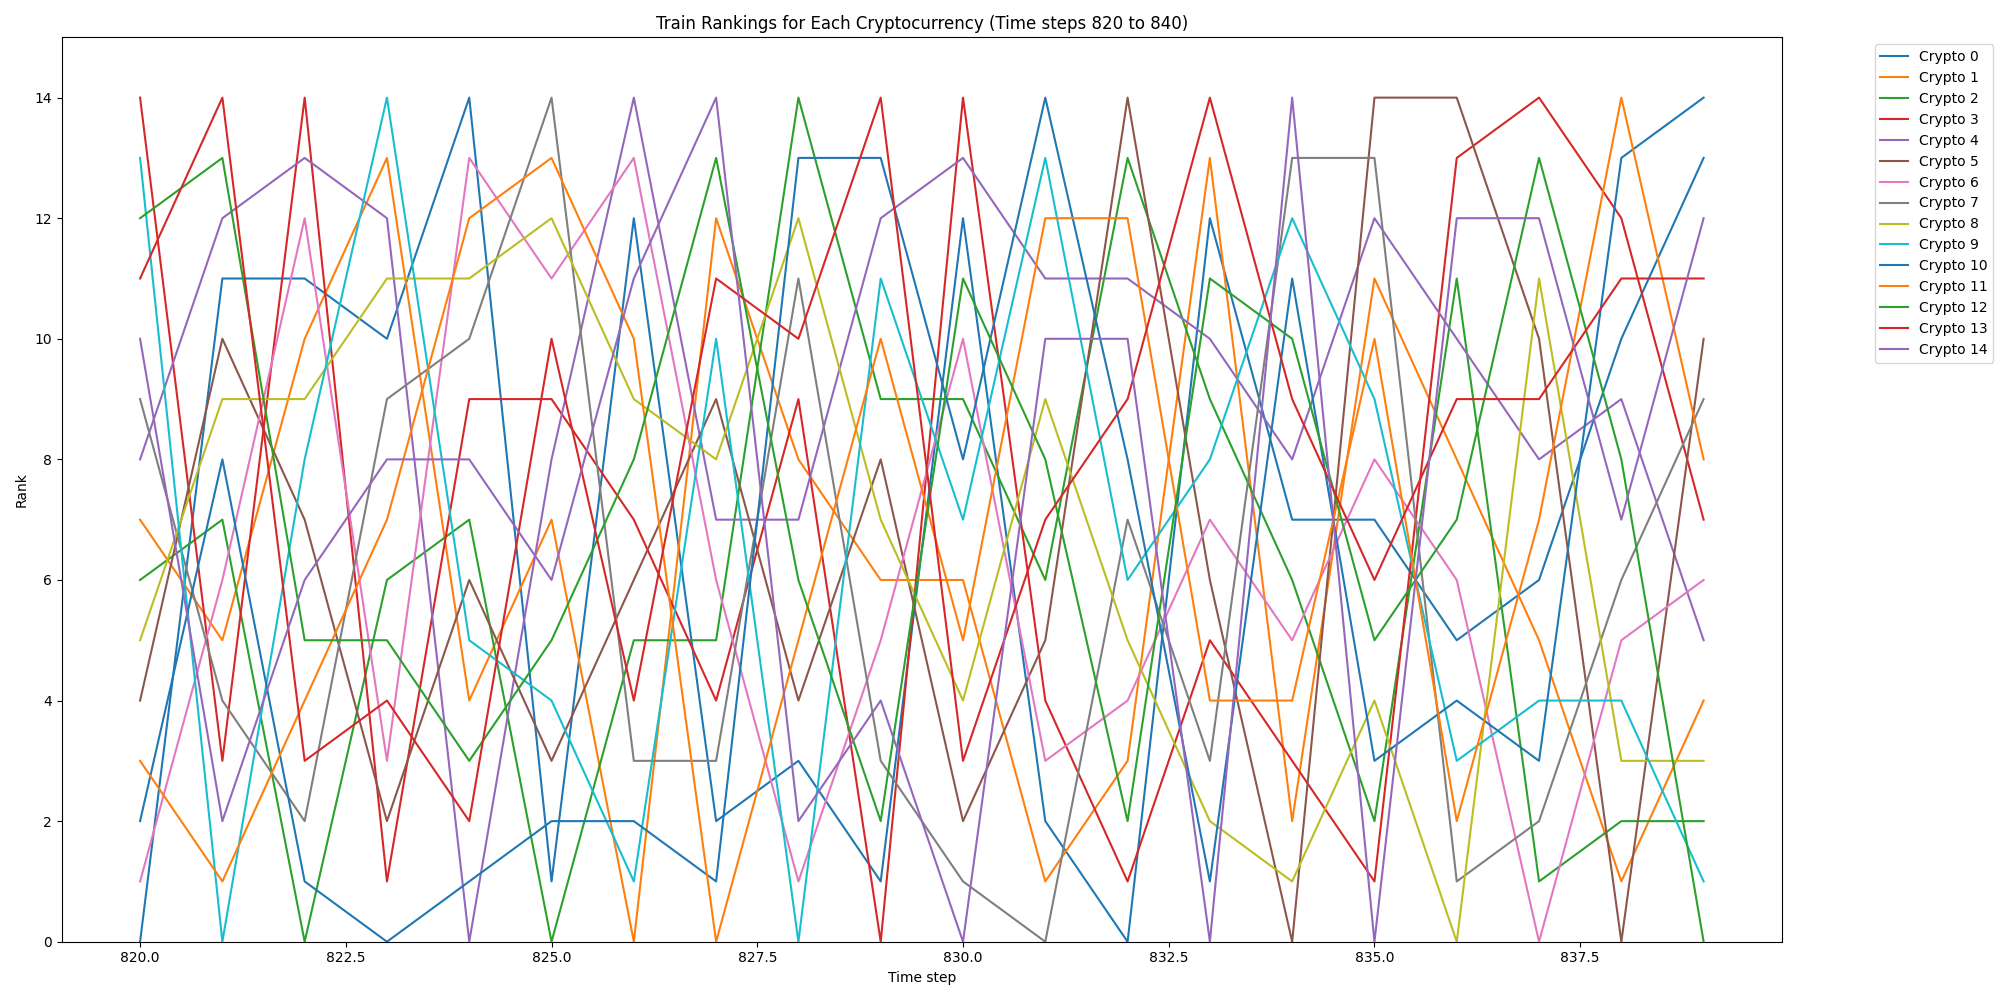 Train Rankings for Each Cryptocurrency (Time steps 820 to 840)
Rank
14
12
10
8
6
4
2
0
820.0
822.5
825.0
827.5
830.0
832.5
835.0
837.5
Time step
Crypto 0
Crypto 1
Crypto 2
Crypto 3
Crypto 4
Crypto 5
Crypto 6
Crypto 7
Crypto 8
Crypto 9
Crypto 10
Crypto 11
Crypto 12
Crypto 13
Crypto 14